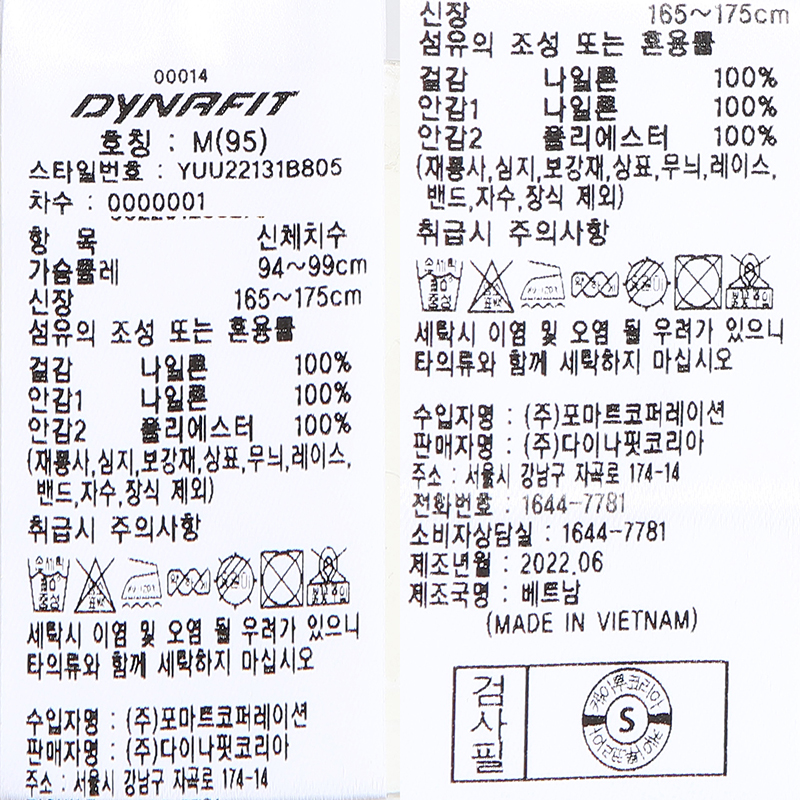 00014
DYNAFIT
호칭 : M(95)
스타일번호 : YUU22131B805
차수 : 0000001
항 목 신체치수
가슴둘레 94~99cm
신장 165~175cm
섬유의 조성 또는 혼용률
겉감 나일론 100%
안감1 나일론 100%
안감2 폴리에스터 100%
(재봉사,심지,보강재,상표,무늬,레이스,
밴드,자수,장식 제외)
취급시 주의사항
세탁시 이염 및 오염 될 우려가 있으니
타의류와 함께 세탁하지 마십시오
수입자명 : (주)포마트코퍼레이션
판매자명 : (주)다이나핏코리아
주소 : 서울시 강남구 자곡로 174-14
신장 165~175cm
섬유의 조성 또는 혼용률
겉감 나일론 100%
안감1 나일론 100%
안감2 폴리에스터 100%
(재봉사,심지,보강재,상표,무늬,레이스,
밴드,자수,장식 제외)
취급시 주의사항
세탁시 이염 및 오염 될 우려가 있으니
타의류와 함께 세탁하지 마십시오
수입자명 : (주)포마트코퍼레이션
판매자명 : (주)다이나핏코리아
주소 : 서울시 강남구 자곡로 174-14
전화번호 : 1644-7781
소비자상담실 : 1644-7781
제조년월 : 2022.06
제조국명 : 베트남
(MADE IN VIETNAM)
검사필
S